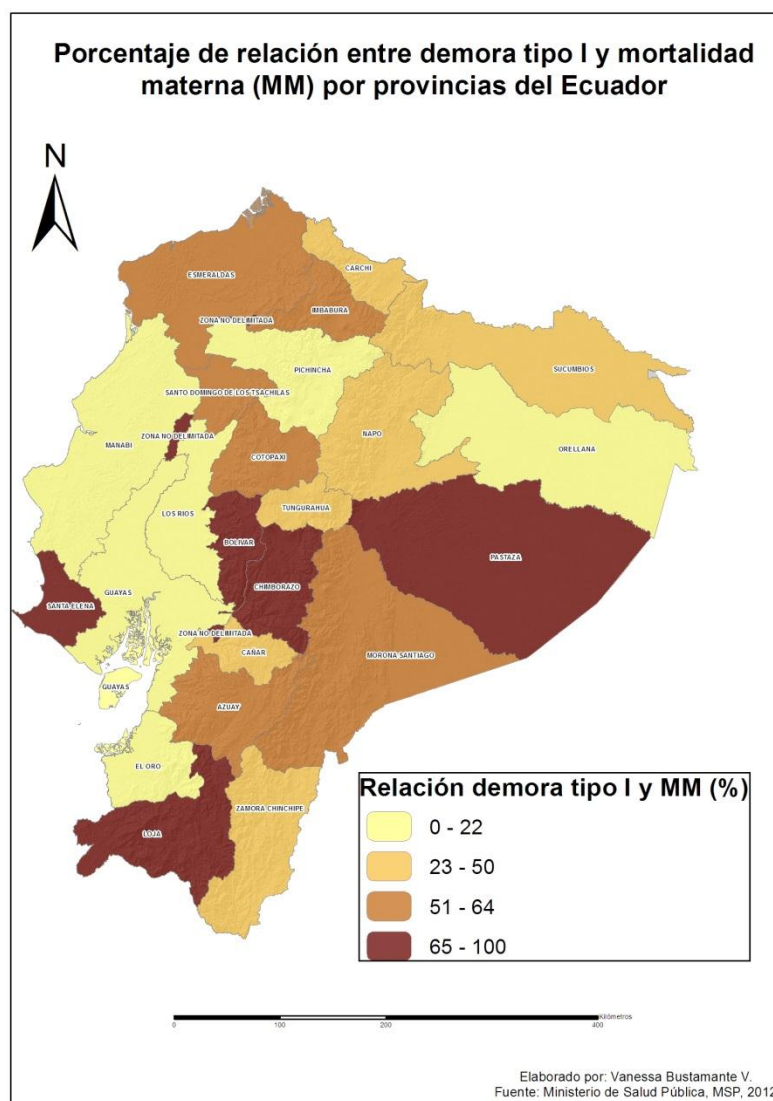 Porcentaje de relación entre demora tipo I y mortalidad
materna (MM) por provincias del Ecuador
N
CARCHI
ESMERALDAS
IMBABURA
ZONA NO DELIMITADA
SUCUMBIOS
PICHINCHA
SANTO DOMINGO DE LOS TSACHILAS
NAPO
ZONA NO DELIMITADA
MANABI
ORELLANA
COTOPAXI
TUNGURAHUA
LOS RIOS
BOLIVAR
PASTAZA
CHIMBORAZO
GUAYAS
SANTA ELENA
ZONA NO DELIMITADA
CAÑAR
MORONA SANTIAGO
GUAYAS
AZUAY
EL ORO
Relación demora tipo I y MM (%)
ZAMORA CHINCHIPE
0 - 22
LOJA
23 - 50
51 - 64
65 - 100
Kilómetros
0 100 200 400
Elaborado por: Vanessa Bustamante V.
Fuente: Ministerio de Salud Pública, MSP, 2012